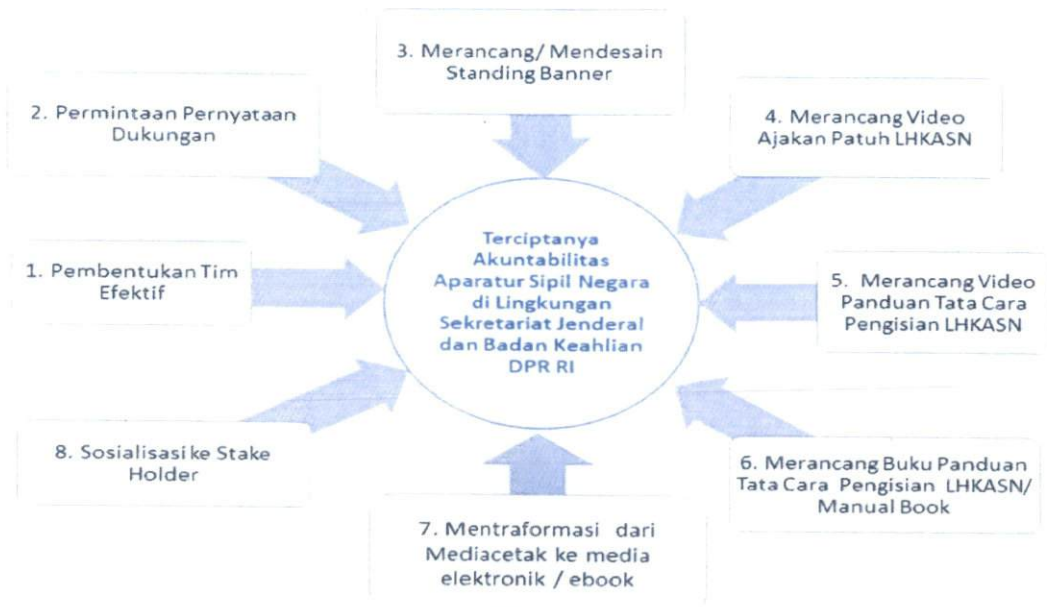 3. Merancang/ Mendesain
Standing Banner
2. Permintaan Pernyataan
Dukungan
4. Merancang Video
Ajakan Patuh LHKASN
1. Pembentukan Tim
Efektif
Terciptanya
Akuntabilitas
Aparatur Sipil Negara
di Lingkungan
Sekretariat Jenderal
dan Badan Keahlian
DPR RI
5. Merancang Video
Panduan Tata Cara
Pengisian LHKASN
8. Sosialisasi ke Stake
Holder
6. Merancang Buku Panduan
Tata Cara Pengisian LHKASN/
Manual Book
7. Mentraformasi dari
Mediacetak ke media
elektronik / ebook